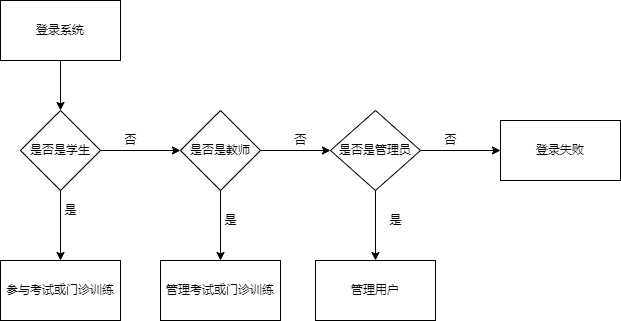 登录系统
是否是学生
否
是否是教师
否
是否是管理员
否
登录失败
是
是
是
参与考试或门诊训练
管理考试或门诊训练
管理用户